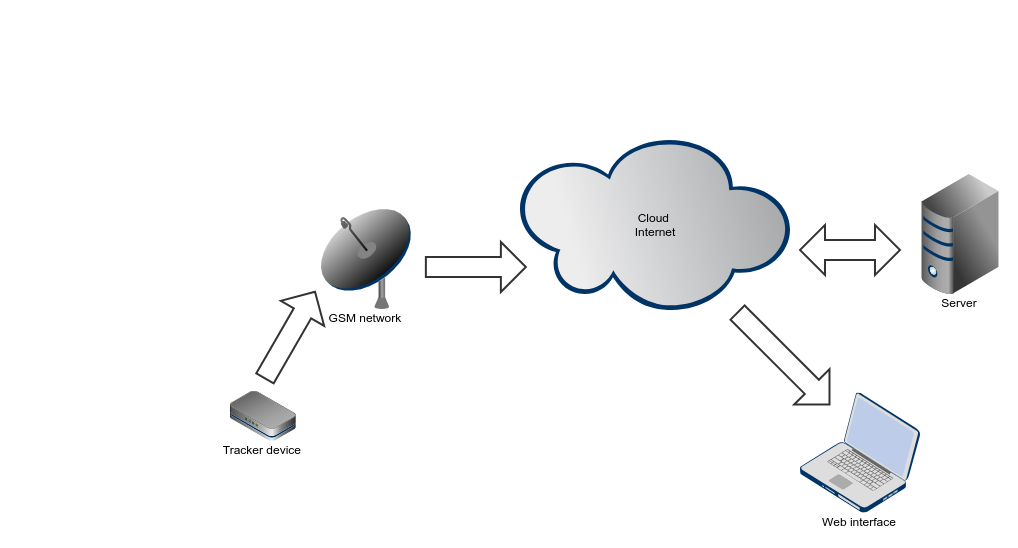 Cloud
Internet
Server
GSM network
Tracker device
Web interface